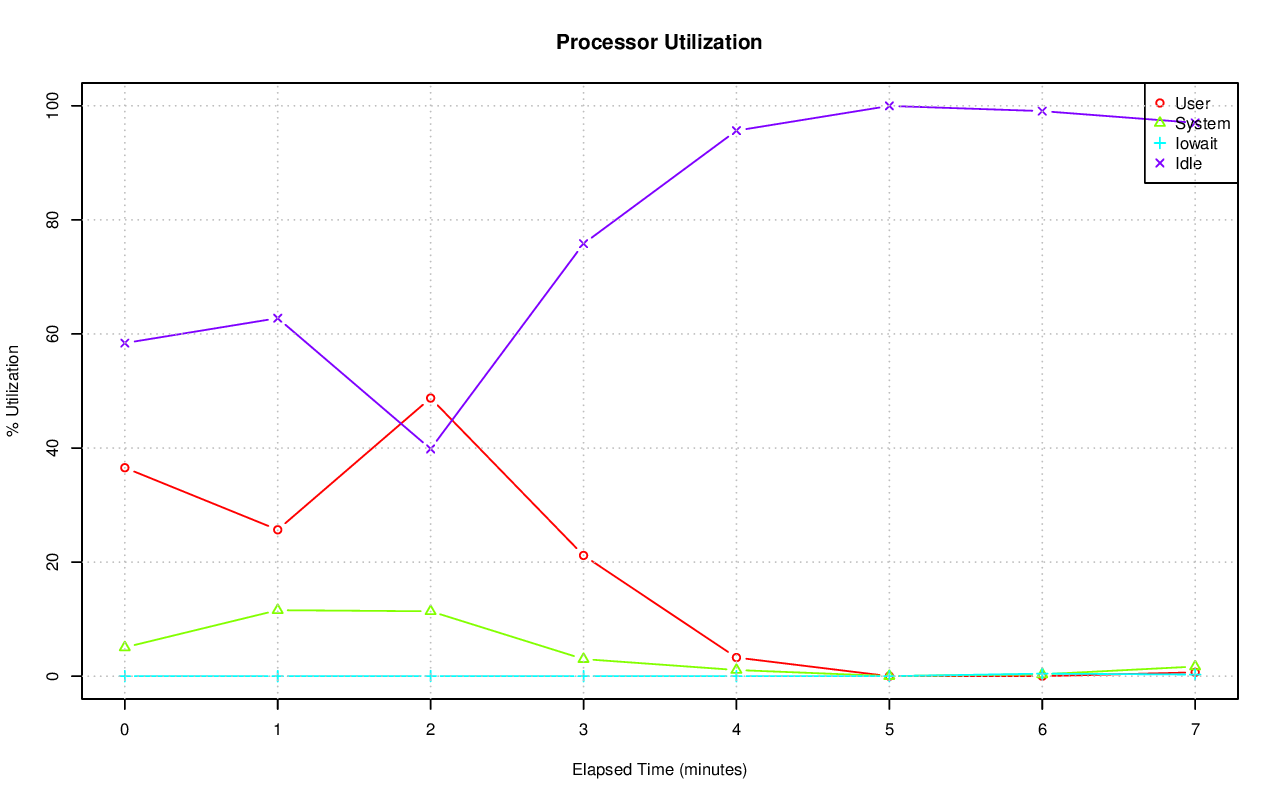 Processor Utilization
100
80
60
40
20
0
% Utilization
User
System
Iowait
Idle
0 1 2 3 4 5 6 7
Elapsed Time (minutes)